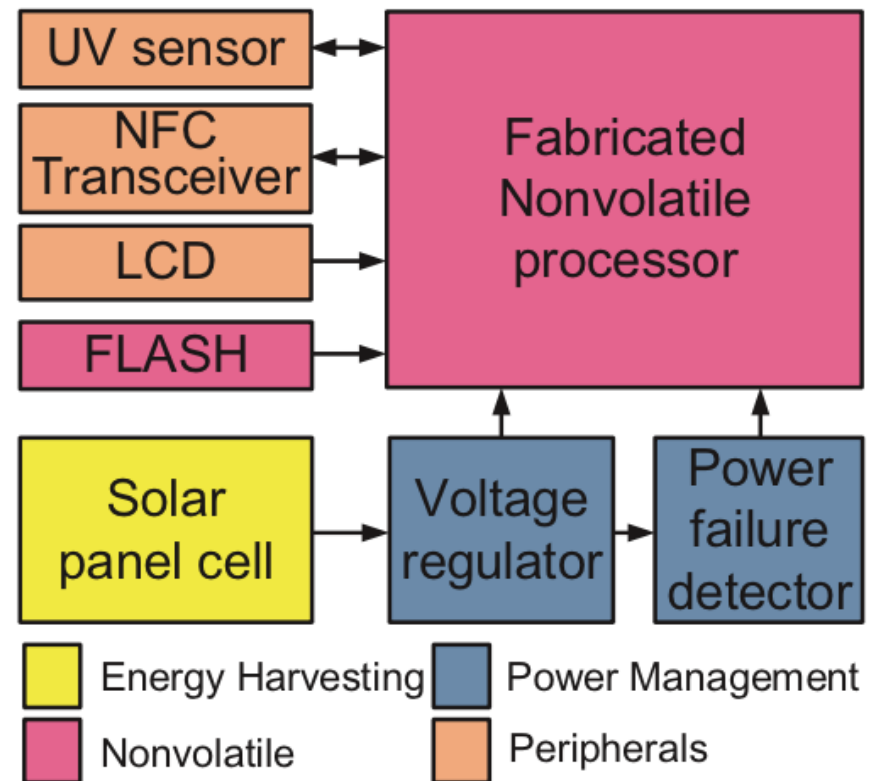 UV sensor
NFC
Transceiver
LCD
FLASH
Fabricated
Nonvolatile
processor
Solar
panel cell
Voltage
regulator
Power
failure
detector
Energy Harvesting
Power Management
Nonvolatile
Peripherals